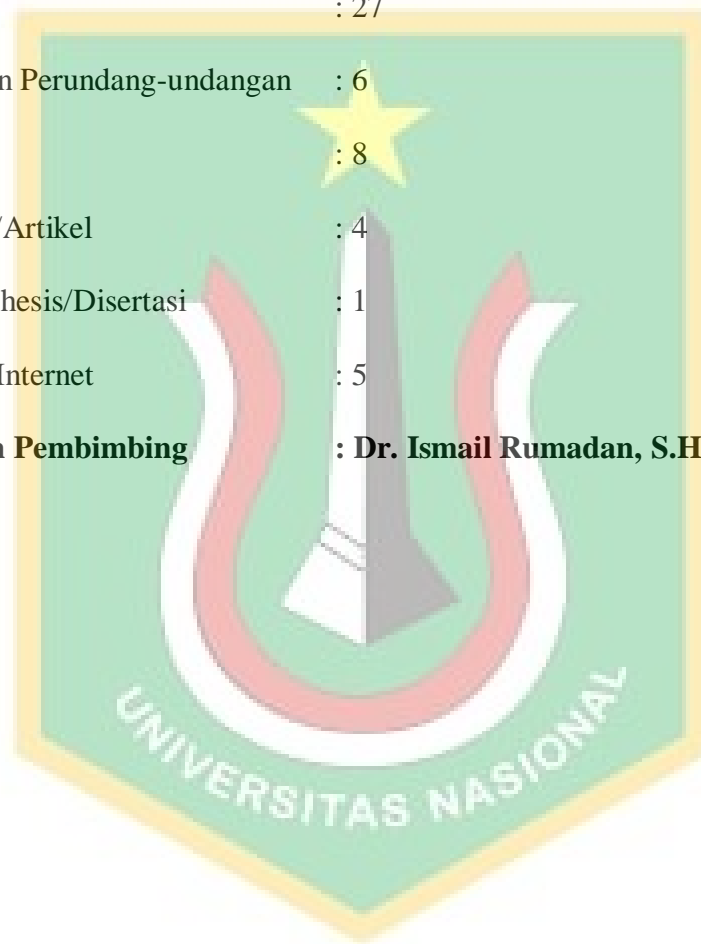 : 27
n Perundang-undangan : 6
: 8
/Artikel : 4
hesis/Disertasi : 1
Internet : 5
n Pembimbing : Dr. Ismail Rumadan, S.H
UNIVERSITAS NASIONAL